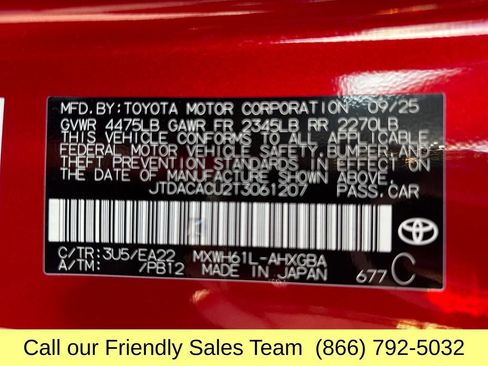 MFD.BY:TOYOTA MOTOR CORPORATION 09/25
GVWR 4475LB GAWR FR 2345LB RR 2270LB
THIS VEHICLE CONFORMS TO ALL APPLICABLE
FEDERAL MOTOR VEHICLE SAFETY,BUMPER,AND
THEFT PREVENTION STANDARDS IN EFFECT ON
THE DATE OF MANUFACTURE SHOWN ABOVE.
JTDACACU2T3061207 PASS.CAR
C/TR:3U5/EA22 MXWH61L-AHXGBA
A/TM: /PB12 MADE IN JAPAN 677 C
Call our Friendly Sales Team (866) 792-5032